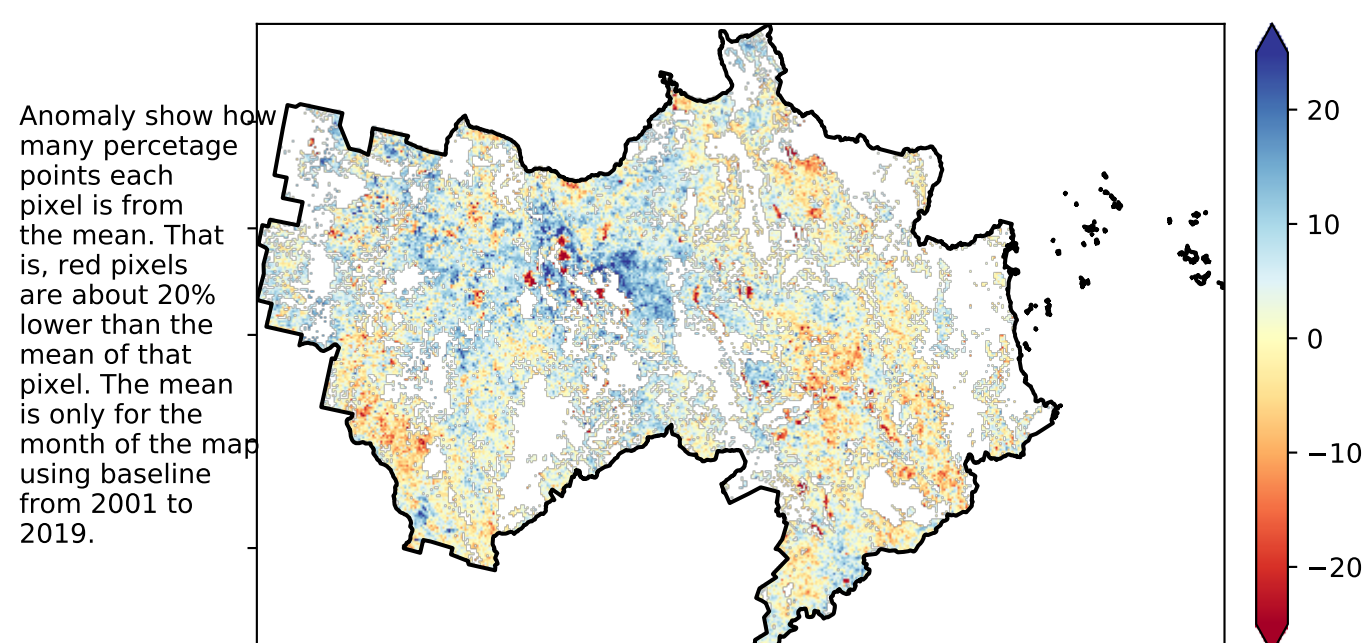 Anomaly show how
many percetage
points each
pixel is from
the mean. That
is, red pixels
are about 20%
lower than the
mean of that
pixel. The mean
is only for the
month of the map
using baseline
from 2001 to
2019.
20
10
0
−10
−20